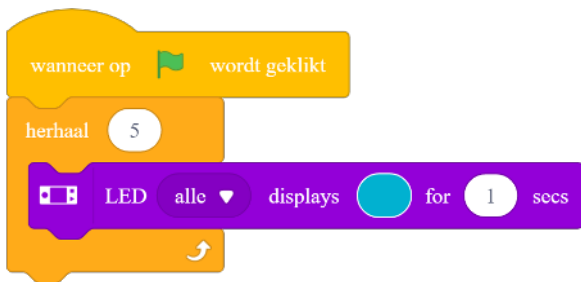 wanneer op wordt geklikt
herhaal 5
LED alle displays for 1 secs